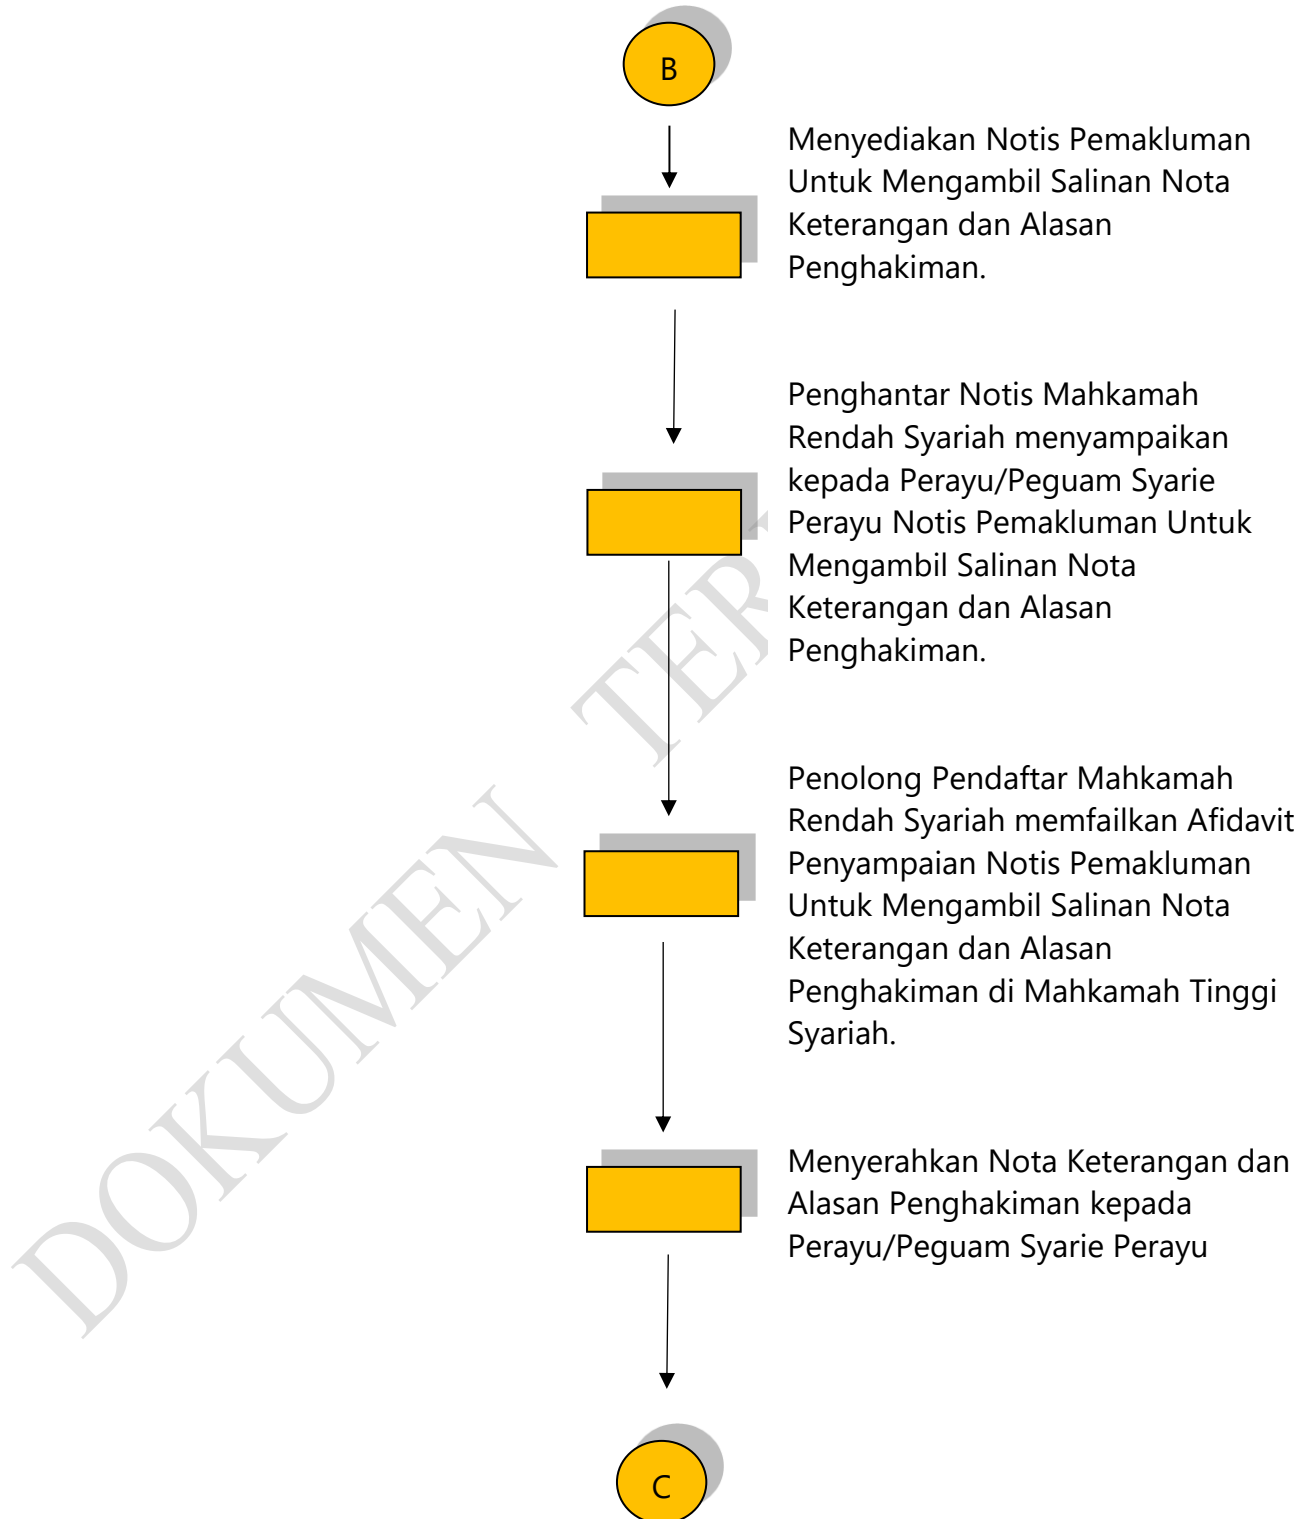 B
Menyediakan Notis Pemakluman
Untuk Mengambil Salinan Nota
Keterangan dan Alasan
Penghakiman.
Penghantar Notis Mahkamah
Rendah Syariah menyampaikan
kepada Perayu/Peguam Syarie
Perayu Notis Pemakluman Untuk
Mengambil Salinan Nota
Keterangan dan Alasan
Penghakiman.
Penolong Pendaftar Mahkamah
Rendah Syariah memfailkan Afidavit
Penyampaian Notis Pemakluman
Untuk Mengambil Salinan Nota
Keterangan dan Alasan
Penghakiman di Mahkamah Tinggi
Syariah.
Menyerahkan Nota Keterangan dan
Alasan Penghakiman kepada
Perayu/Peguam Syarie Perayu
C
DOKUMEN